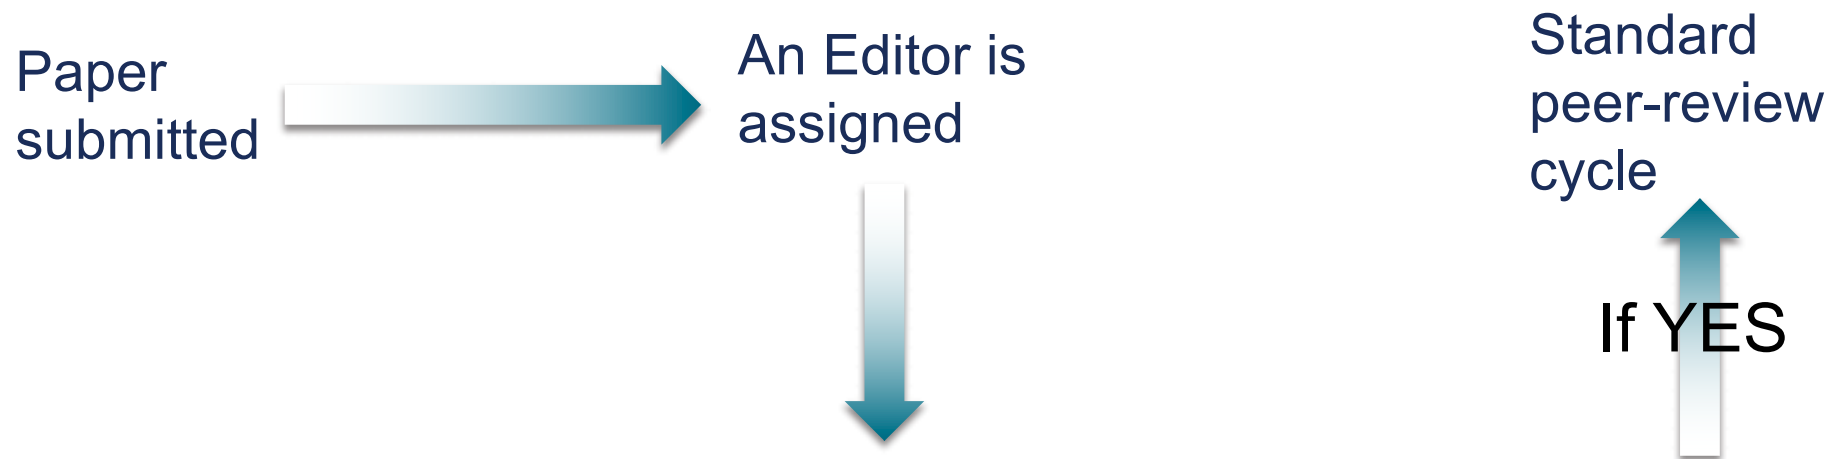 Paper
submitted
An Editor is
assigned
Standard
peer-review
cycle
If YES